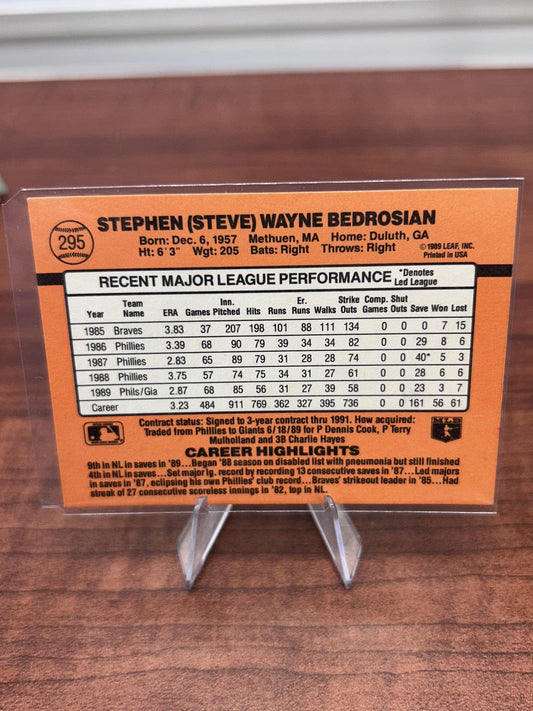 295
STEPHEN (STEVE) WAYNE BEDROSIAN
Born: Dec. 6, 1957 Methuen, MA Home: Duluth, GA
Ht: 6' 3" Wgt: 205 Bats: Right Throws: Right
© 1989 LEAF, INC.
Printed in USA
RECENT MAJOR LEAGUE PERFORMANCE *Denotes Led League
Year Team Name ERA Games Inn. Pitched Hits Runs Er. Runs Walks Strike Outs Comp. Games Shut Outs Save Won Lost
1985 Braves 3.83 37 207 198 101 88 111 134 0 0 0 7 15
1986 Phillies 3.39 68 90 79 39 34 34 82 0 0 29 8 6
1987 Phillies 2.83 65 89 79 31 28 28 74 0 0 40* 5 3
1988 Phillies 3.75 57 74 75 34 31 27 61 0 0 28 6 6
1989 Phils/Gia 2.87 68 85 56 31 27 39 58 0 0 23 3 7
Career 3.23 484 911 769 362 327 395 736 0 0 161 56 61
Contract status: Signed to 3-year contract thru 1991. How acquired:
Traded from Phillies to Giants 6/18/89 for P Dennis Cook, P Terry
Mulholland and 3B Charlie Hayes
CAREER HIGHLIGHTS
9th in NL in saves in '89...Began '88 season on disabled list with pneumonia but still finished
4th in NL in saves...Set major lg. record by recording 13 consecutive saves in '87...Led majors
in saves in '87, eclipsing his own Phillies' club record...Braves' strikeout leader in '85...Had
streak of 27 consecutive scoreless innings in '82, top in NL.